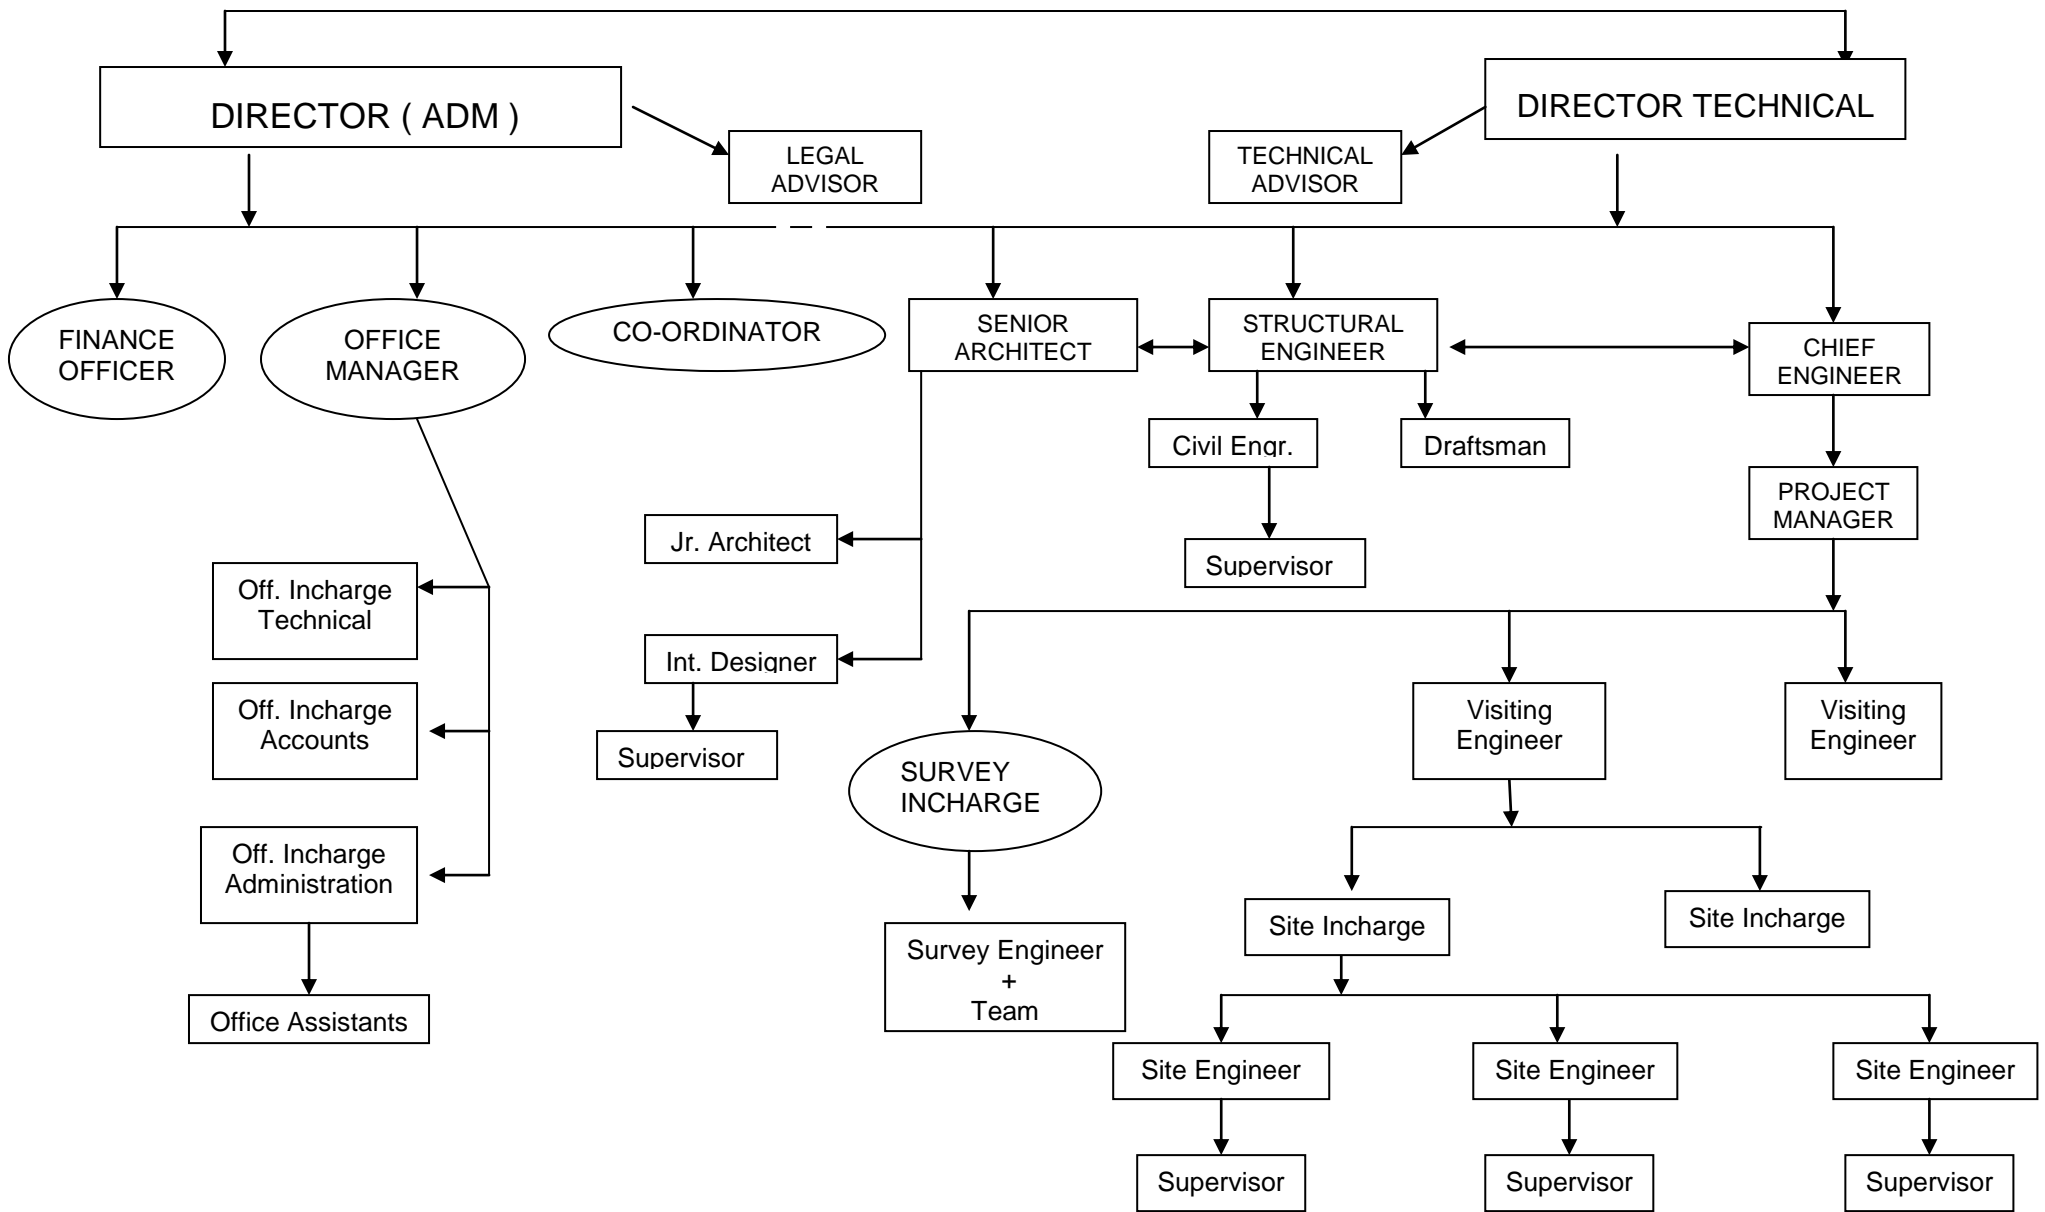 DIRECTOR ( ADM )
DIRECTOR TECHNICAL
LEGAL
ADVISOR
TECHNICAL
ADVISOR
FINANCE
OFFICER
OFFICE
MANAGER
CO-ORDINATOR
SENIOR
ARCHITECT
STRUCTURAL
ENGINEER
CHIEF
ENGINEER
Civil Engr.
Draftsman
PROJECT
MANAGER
Jr. Architect
Supervisor
Off. Incharge
Technical
Int. Designer
Off. Incharge
Accounts
Visiting
Engineer
Visiting
Engineer
Supervisor
SURVEY
INCHARGE
Off. Incharge
Administration
Site Incharge
Site Incharge
Survey Engineer
+
Team
Office Assistants
Site Engineer
Site Engineer
Site Engineer
Supervisor
Supervisor
Supervisor